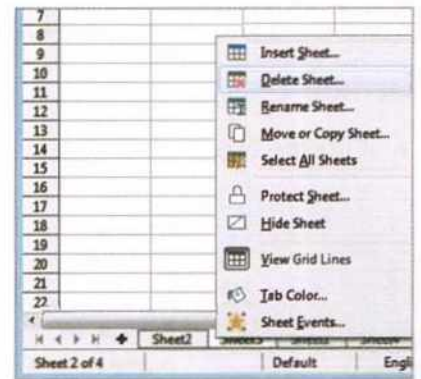 7
8
9
10
11
12
13
14
15
16
17
18
19
20
21
22
Insert Sheet...
Delete Sheet...
Rename Sheet...
Move or Copy Sheet...
Select All Sheets
Protect Sheet...
Hide Sheet
View Grid Lines
Tab Color...
Sheet Events...
Sheet2
Sheet 2 of 4 Default